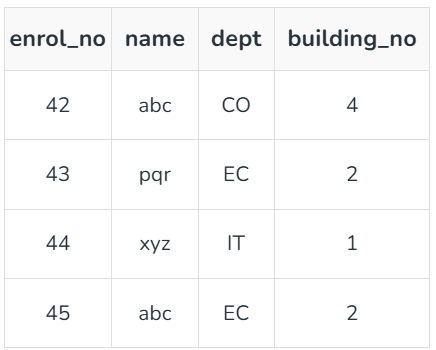 enrol_no name dept building_no
42 abc CO 4
43 pqr EC 2
44 xyz IT 1
45 abc EC 2